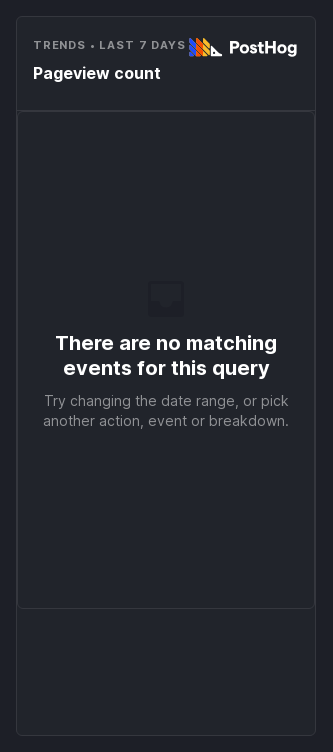 TRENDS • LAST 7 DAYS PostHog
Pageview count
There are no matching
events for this query
Try changing the date range, or pick
another action, event or breakdown.